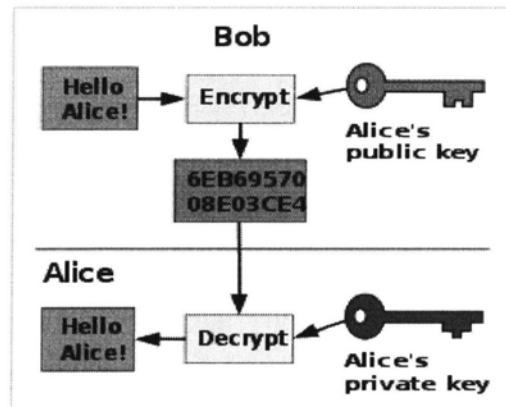 Bob
Hello
Alice!
Encrypt
Alice's
public key
6EB69570
08E03CE4
Alice
Hello
Alice!
Decrypt
Alice's
private key